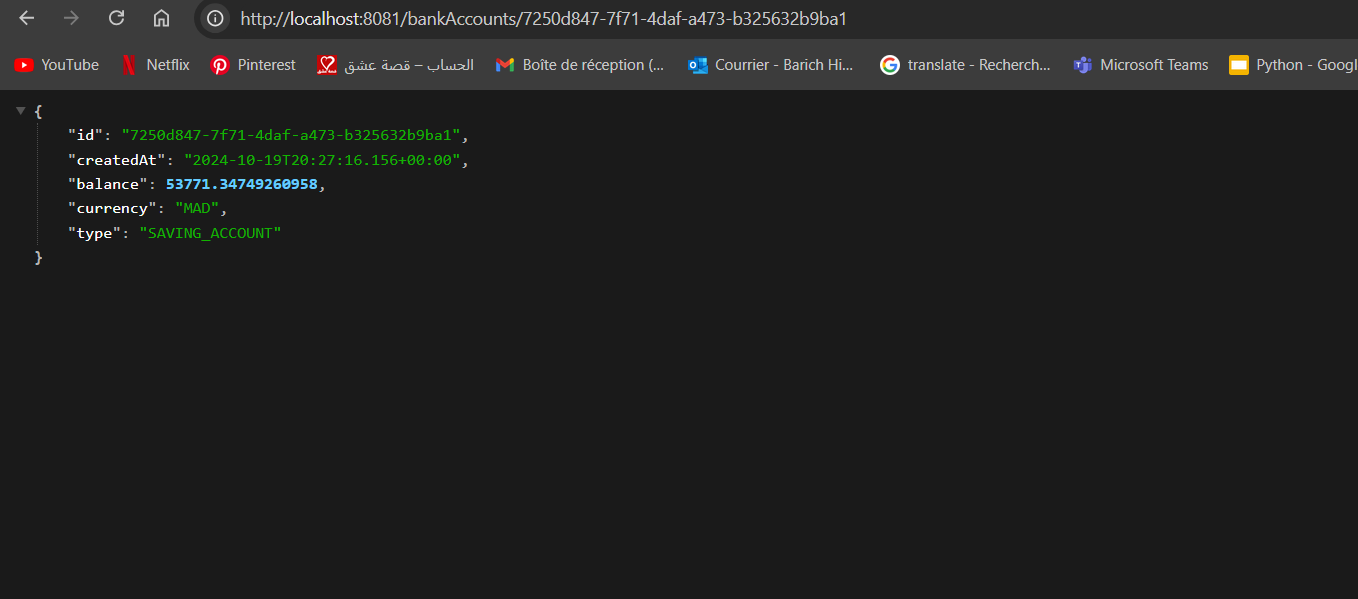 http://localhost:8081/bankAccounts/7250d847-7f71-4daf-a473-b325632b9ba1
YouTube Netflix Pinterest الحساب – قصة عشق Boîte de réception (... Courrier - Barich Hi... translate - Recherch... Microsoft Teams Python - Googl
{
"id": "7250d847-7f71-4daf-a473-b325632b9ba1",
"createdAt": "2024-10-19T20:27:16.156+00:00",
"balance": 53771.34749260958,
"currency": "MAD",
"type": "SAVING_ACCOUNT"
}